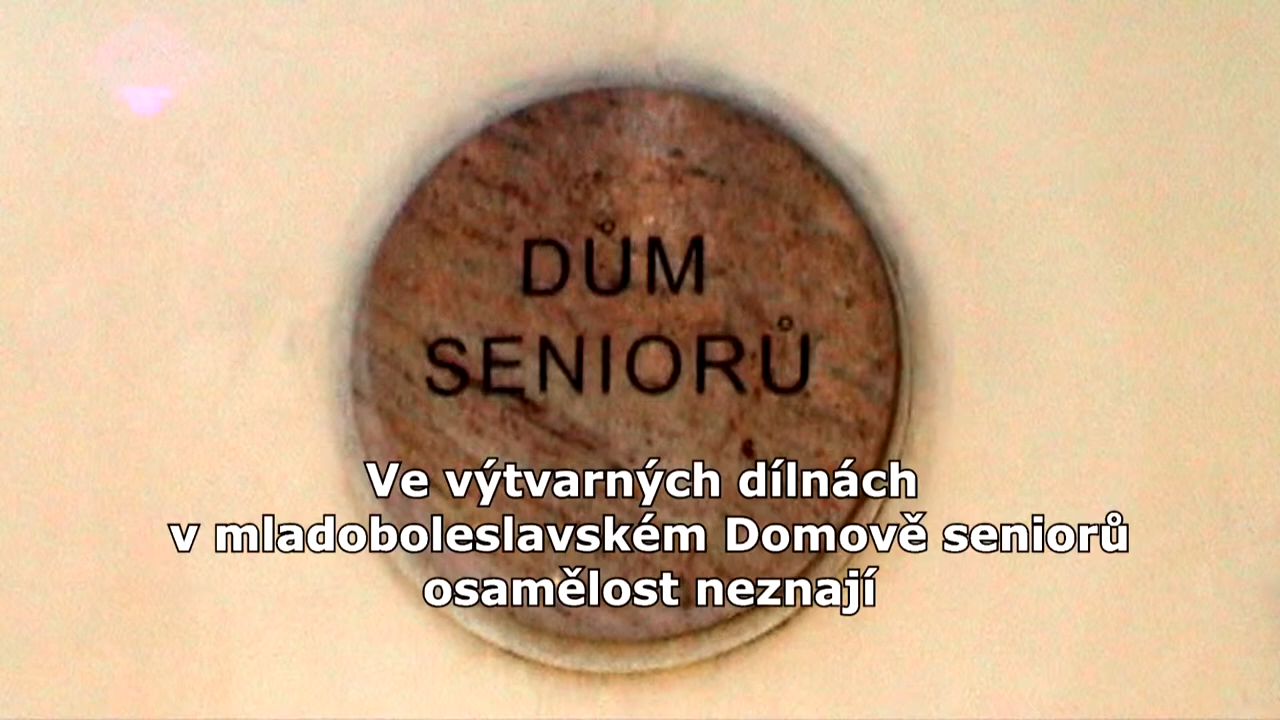 DŮM
SENIORŮ
Ve výtvarných dílnách
v mladoboleslavském Domově seniorů
osamělost neznají